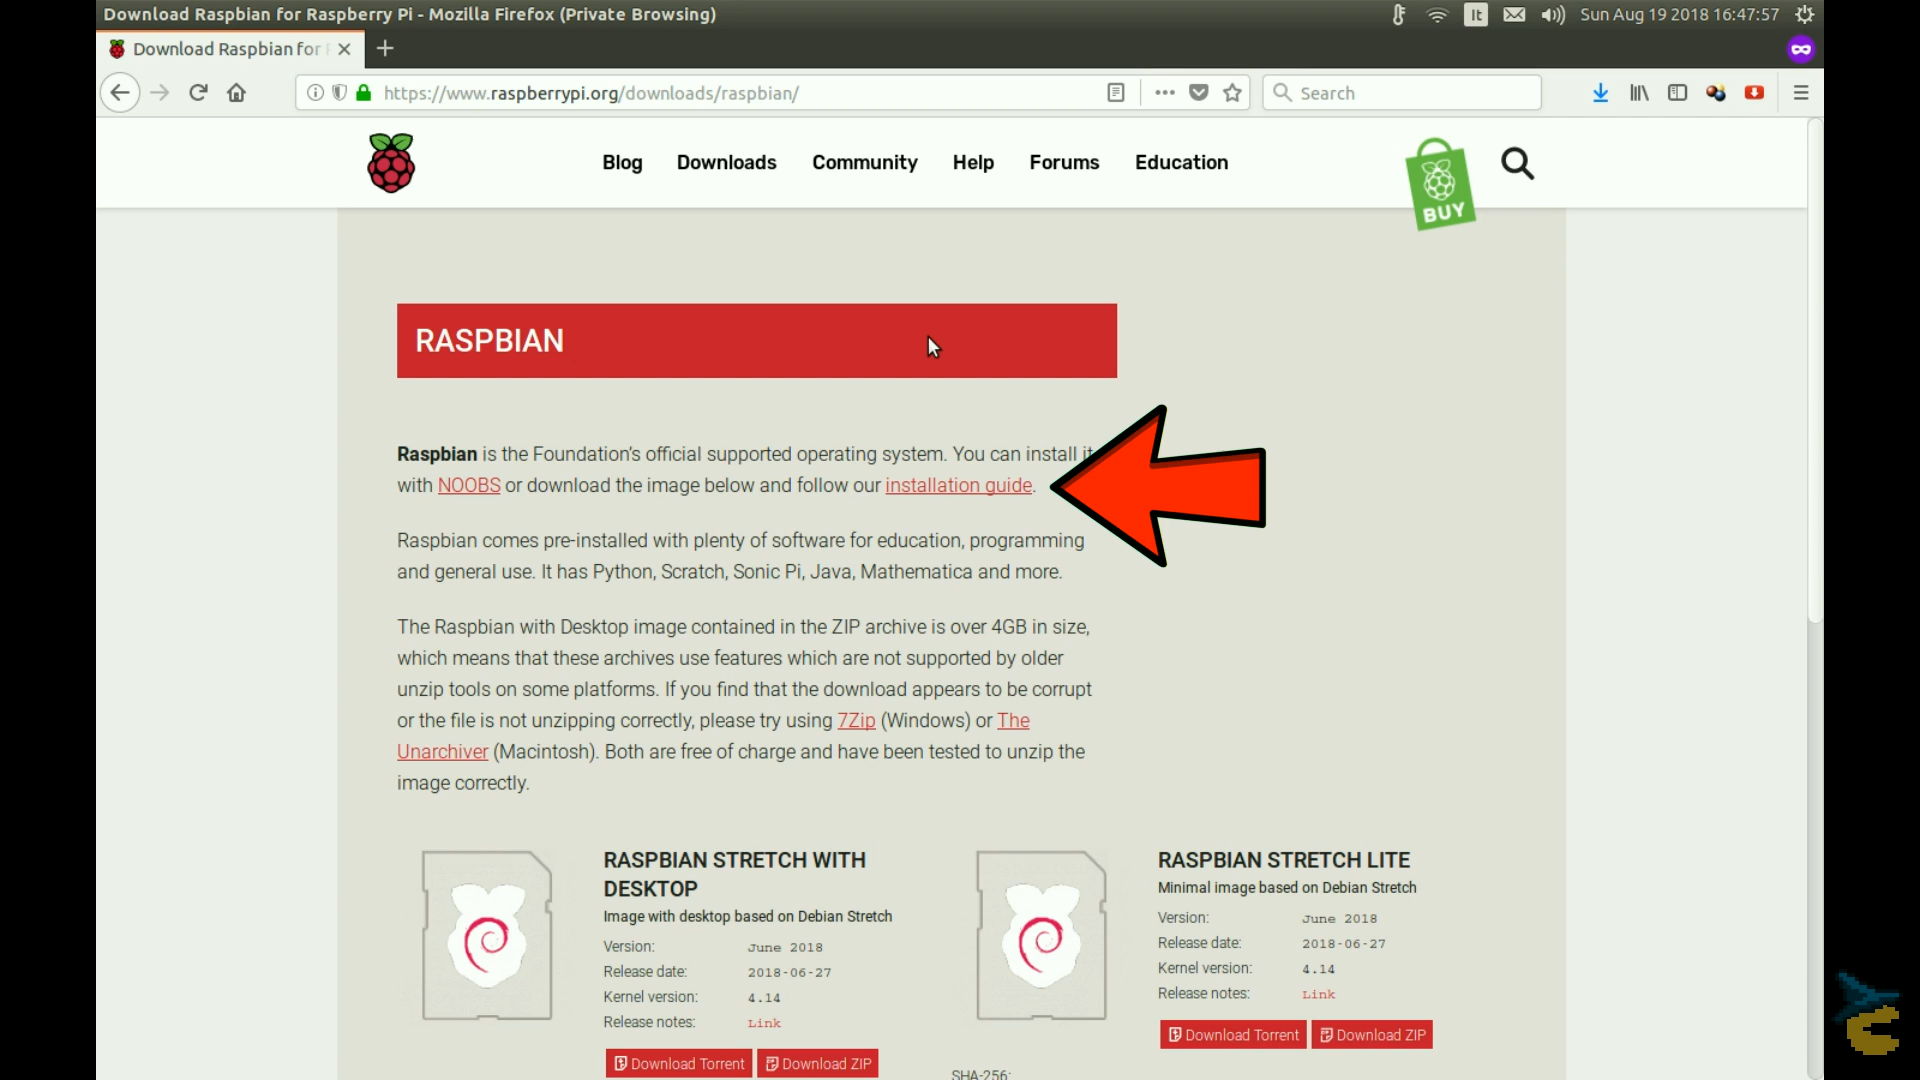 Download Raspbian for Raspberry Pi - Mozilla Firefox (Private Browsing)
It
Sun Aug 19 2018 16:47:57
Download Raspbian for
https://www.raspberrypi.org/downloads/raspbian/
Search
Blog
Downloads
Community
Help
Forums
Education
BUY
RASPBIAN
Raspbian is the Foundation's official supported operating system. You can install it
with NOOBS or download the image below and follow our installation guide.
Raspbian comes pre-installed with plenty of software for education, programming
and general use. It has Python, Scratch, Sonic Pi, Java, Mathematica and more.
The Raspbian with Desktop image contained in the ZIP archive is over 4GB in size,
which means that these archives use features which are not supported by older
unzip tools on some platforms. If you find that the download appears to be corrupt
or the file is not unzipping correctly, please try using 7Zip (Windows) or The
Unarchiver (Macintosh). Both are free of charge and have been tested to unzip the
image correctly.
RASPBIAN STRETCH WITH
DESKTOP
Image with desktop based on Debian Stretch
Version: June 2018
Release date: 2018-06-27
Kernel version: 4.14
Release notes: Link
Download Torrent
Download ZIP
RASPBIAN STRETCH LITE
Minimal image based on Debian Stretch
Version: June 2018
Release date: 2018-06-27
Kernel version: 4.14
Release notes: Link
Download Torrent
Download ZIP
SHA-256: